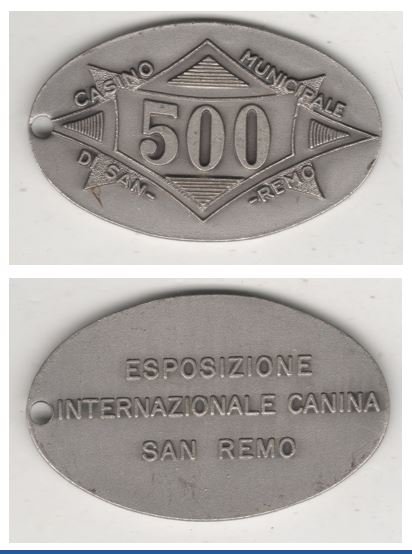 CASINO MUNICIPALE
500
DI SAN- -REMO
ESPOSIZIONE
INTERNAZIONALE CANINA
SAN REMO